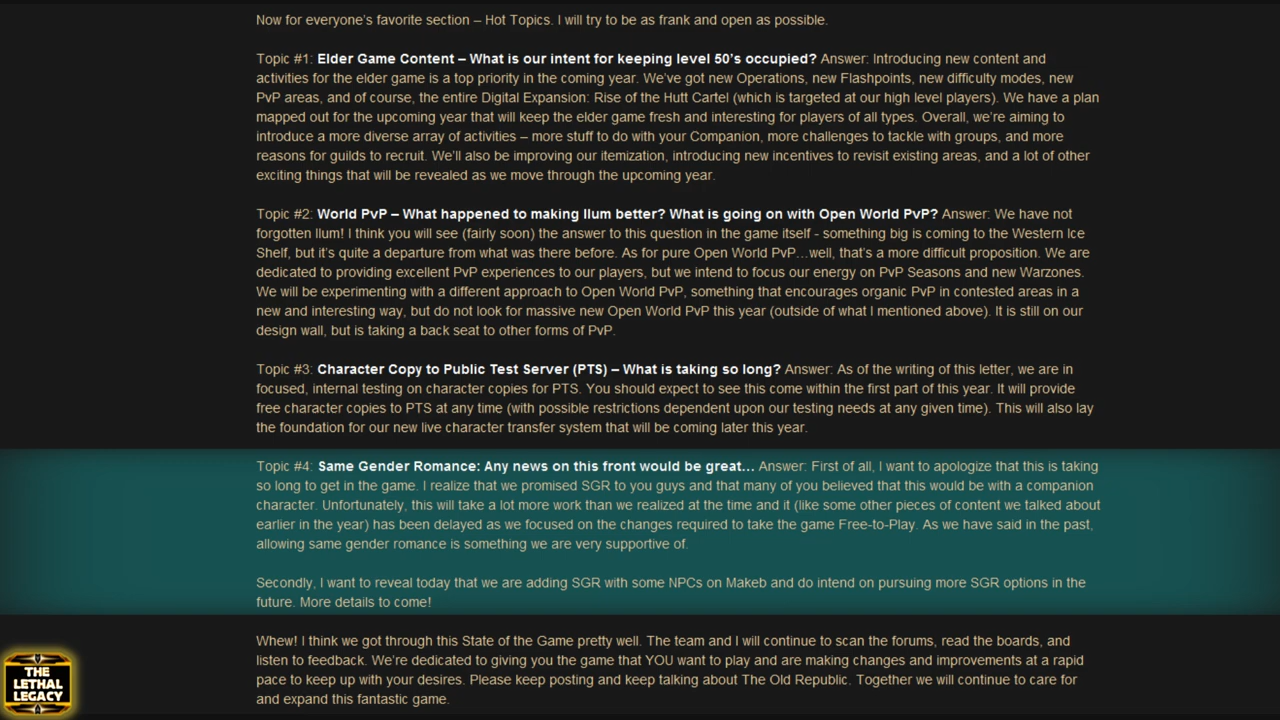 Now for everyone's favorite section – Hot Topics. I will try to be as frank and open as possible.
Topic #1: Elder Game Content – What is our intent for keeping level 50's occupied? Answer: Introducing new content and
activities for the elder game is a top priority in the coming year. We've got new Operations, new Flashpoints, new difficulty modes, new
PvP areas, and of course, the entire Digital Expansion: Rise of the Hutt Cartel (which is targeted at our high level players). We have a plan
mapped out for the upcoming year that will keep the elder game fresh and interesting for players of all types. Overall, we're aiming to
introduce a more diverse array of activities – more stuff to do with your Companion, more challenges to tackle with groups, and more
reasons for guilds to recruit. We'll also be improving our itemization, introducing new incentives to revisit existing areas, and a lot of other
exciting things that will be revealed as we move through the upcoming year.
Topic #2: World PvP – What happened to making Ilum better? What is going on with Open World PvP? Answer: We have not
forgotten Ilum! I think you will see (fairly soon) the answer to this question in the game itself - something big is coming to the Western Ice
Shelf, but it's quite a departure from what was there before. As for pure Open World PvP…well, that's a more difficult proposition. We are
dedicated to providing excellent PvP experiences to our players, but we intend to focus our energy on PvP Seasons and new Warzones.
We will be experimenting with a different approach to Open World PvP, something that encourages organic PvP in contested areas in a
new and interesting way, but do not look for massive new Open World PvP this year (outside of what I mentioned above). It is still on our
design wall, but is taking a back seat to other forms of PvP.
Topic #3: Character Copy to Public Test Server (PTS) – What is taking so long? Answer: As of the writing of this letter, we are in
focused, internal testing on character copies for PTS. You should expect to see this come within the first part of this year. It will provide
free character copies to PTS at any time (with possible restrictions dependent upon our testing needs at any given time). This will also lay
the foundation for our new live character transfer system that will be coming later this year.
Topic #4: Same Gender Romance: Any news on this front would be great… Answer: First of all, I want to apologize that this is taking
so long to get in the game. I realize that we promised SGR to you guys and that many of you believed that this would be with a companion
character. Unfortunately, this will take a lot more work than we realized at the time and it (like some other pieces of content we talked about
earlier in the year) has been delayed as we focused on the changes required to take the game Free-to-Play. As we have said in the past,
allowing same gender romance is something we are very supportive of.
Secondly, I want to reveal today that we are adding SGR with some NPCs on Makeb and do intend on pursuing more SGR options in the
future. More details to come!
Whew! I think we got through this State of the Game pretty well. The team and I will continue to scan the forums, read the boards, and
listen to feedback. We're dedicated to giving you the game that YOU want to play and are making changes and improvements at a rapid
pace to keep up with your desires. Please keep posting and keep talking about The Old Republic. Together we will continue to care for
and expand this fantastic game.
THE
LETHAL
LEGACY